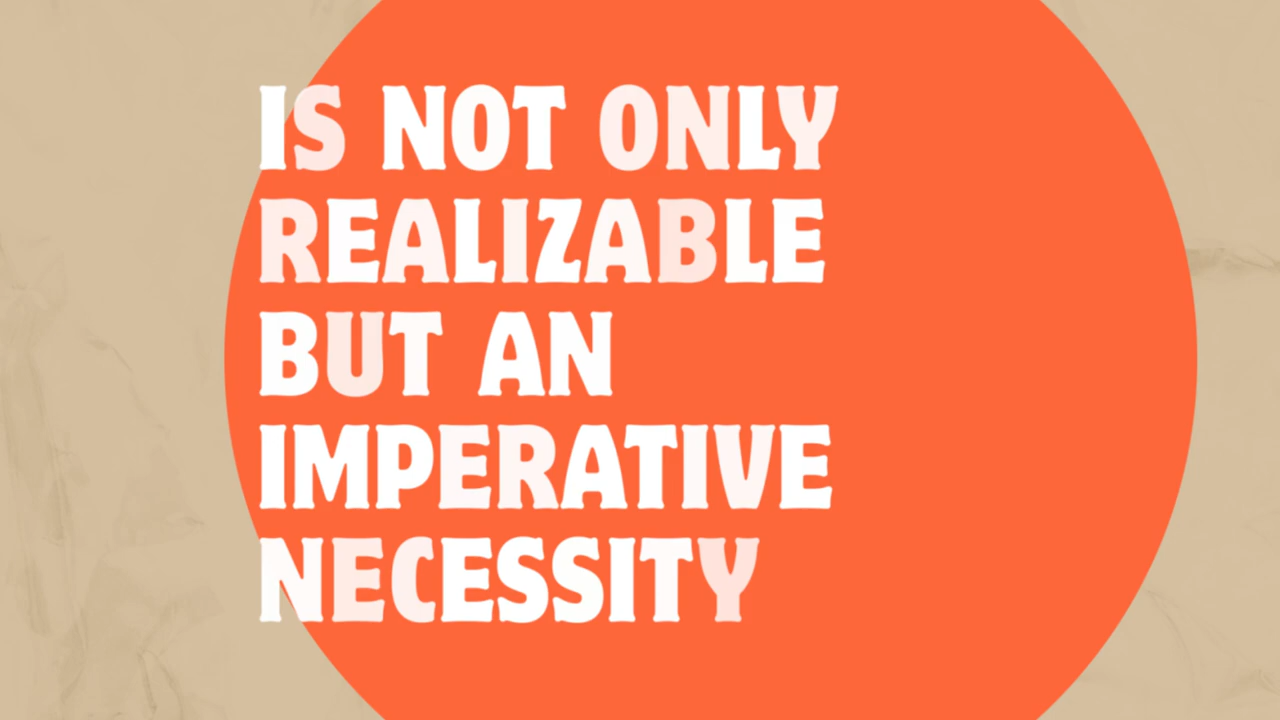 IS NOT ONLY
REALIZABLE
BUT AN
IMPERATIVE
NECESSITY